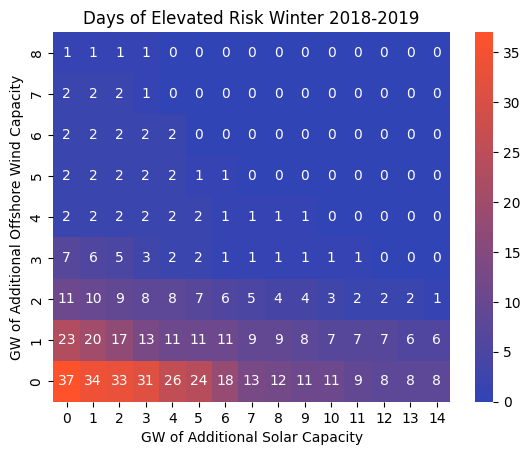 Days of Elevated Risk Winter 2018-2019
GW of Additional Offshore Wind Capacity
8 1 1 1 1 0 0 0 0 0 0 0 0 0 0 0
7 2 2 2 1 0 0 0 0 0 0 0 0 0 0 0
6 2 2 2 2 2 0 0 0 0 0 0 0 0 0 0
5 2 2 2 2 2 1 1 0 0 0 0 0 0 0 0
4 2 2 2 2 2 2 1 1 1 1 0 0 0 0 0
3 7 6 5 3 2 2 1 1 1 1 1 1 0 0 0
2 11 10 9 8 8 7 6 5 4 4 3 2 2 2 1
1 23 20 17 13 11 11 11 9 9 8 7 7 7 6 6
0 37 34 33 31 26 24 18 13 12 11 11 9 8 8 8
0 1 2 3 4 5 6 7 8 9 10 11 12 13 14
GW of Additional Solar Capacity
35
30
25
20
15
10
5
0